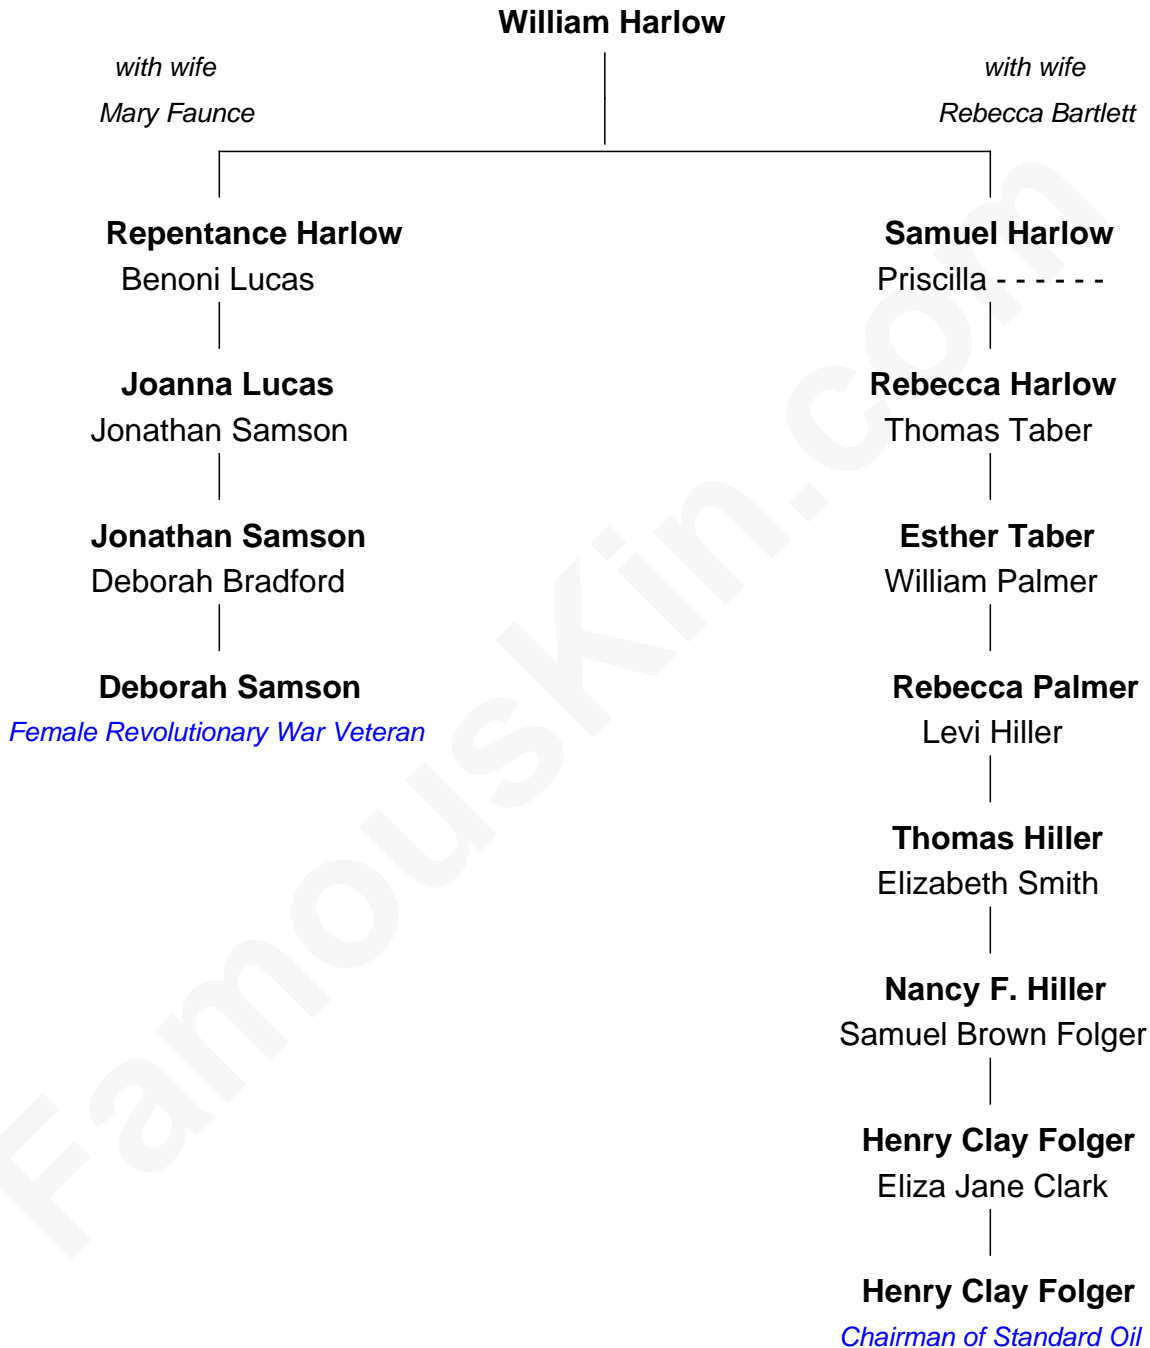 William Harlow
with wife
Mary Faunce
with wife
Rebecca Bartlett
Repentance Harlow
Benoni Lucas
Joanna Lucas
Jonathan Samson
Jonathan Samson
Deborah Bradford
Deborah Samson
Female Revolutionary War Veteran
Samuel Harlow
Priscilla - - - - - -
Rebecca Harlow
Thomas Taber
Esther Taber
William Palmer
Rebecca Palmer
Levi Hiller
Thomas Hiller
Elizabeth Smith
Nancy F. Hiller
Samuel Brown Folger
Henry Clay Folger
Eliza Jane Clark
Henry Clay Folger
Chairman of Standard Oil
FamousKin.com